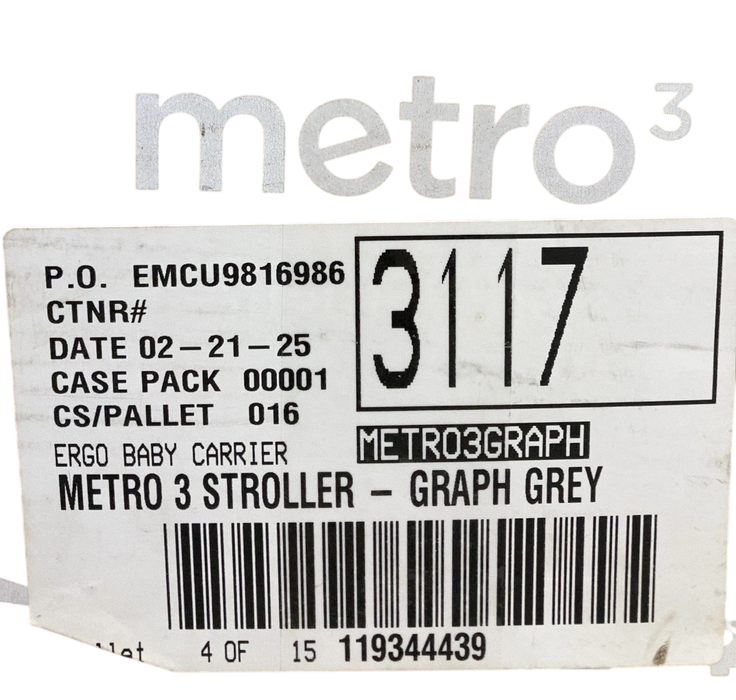 metro³
P.O. EMCU9816986
3117
CTNR#
DATE 02-21-25
CASE PACK 00001
CS/PALLET 016
ERGO BABY CARRIER
METRO3GRAPH
METRO 3 STROLLER - GRAPH GREY
4 OF 15 119344439